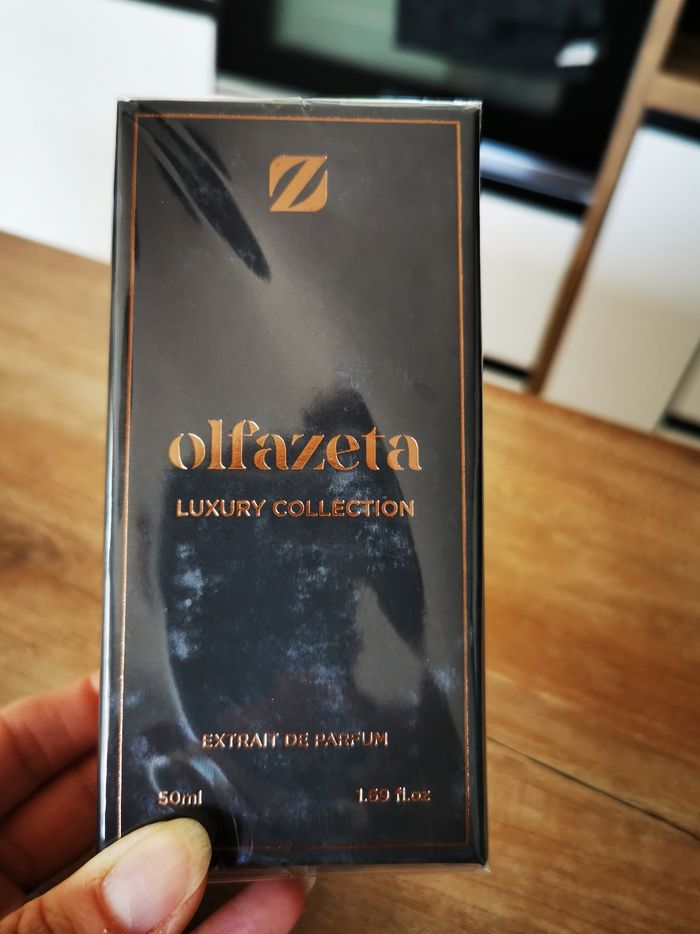 Z
olfazeta
LUXURY COLLECTION
EXTRAIT DE PARFUM
50ml 1.69 fl.oz